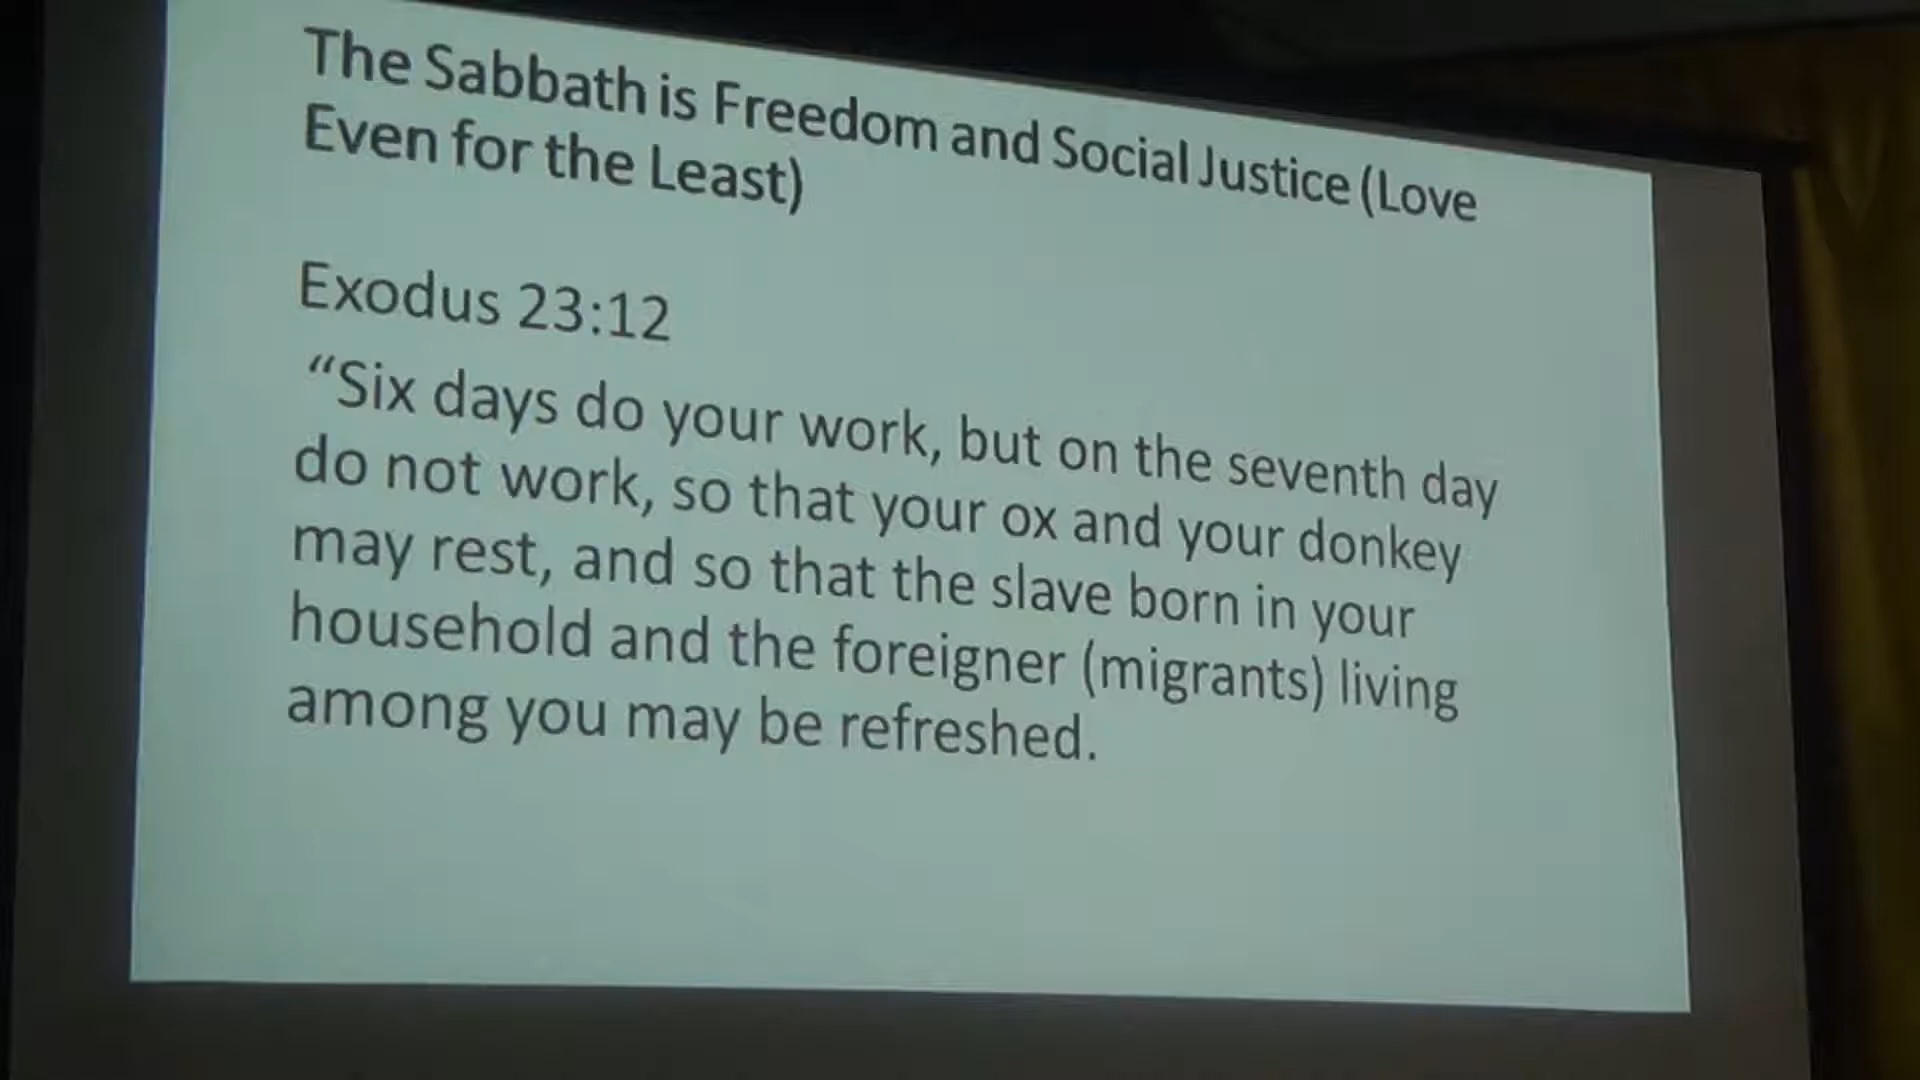 The Sabbath is Freedom and Social Justice (Love
Even for the Least)
Exodus 23:12
“Six days do your work, but on the seventh day
do not work, so that your ox and your donkey
may rest, and so that the slave born in your
household and the foreigner (migrants) living
among you may be refreshed.